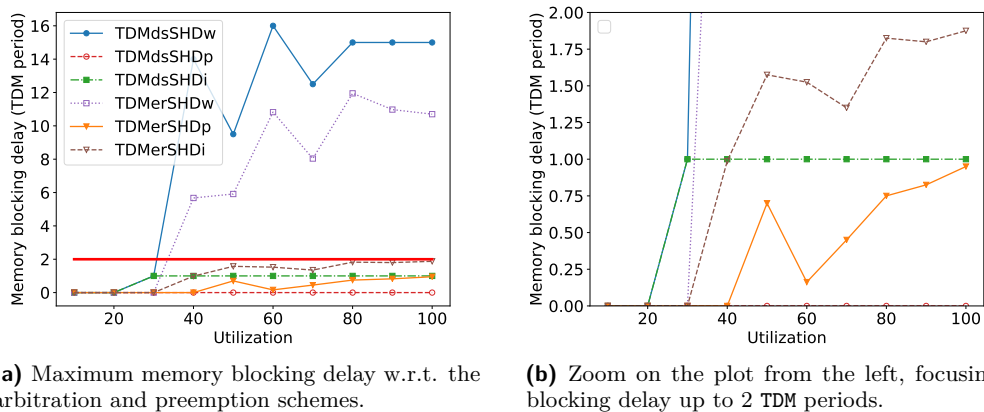 Memory blocking delay (TDM period)
16
14
12
10
8
6
4
2
0
TDMdsSHDw
TDMdsSHDp
TDMdsSHDi
TDMerSHDw
TDMerSHDp
TDMerSHDi
20 40 60 80 100
Utilization
a) Maximum memory blocking delay w.r.t. the
arbitration and preemption schemes.
Memory blocking delay (TDM period)
2.00
1.75
1.50
1.25
1.00
0.75
0.50
0.25
0.00
20 40 60 80 100
Utilization
(b) Zoom on the plot from the left, focusin
blocking delay up to 2 TDM periods.